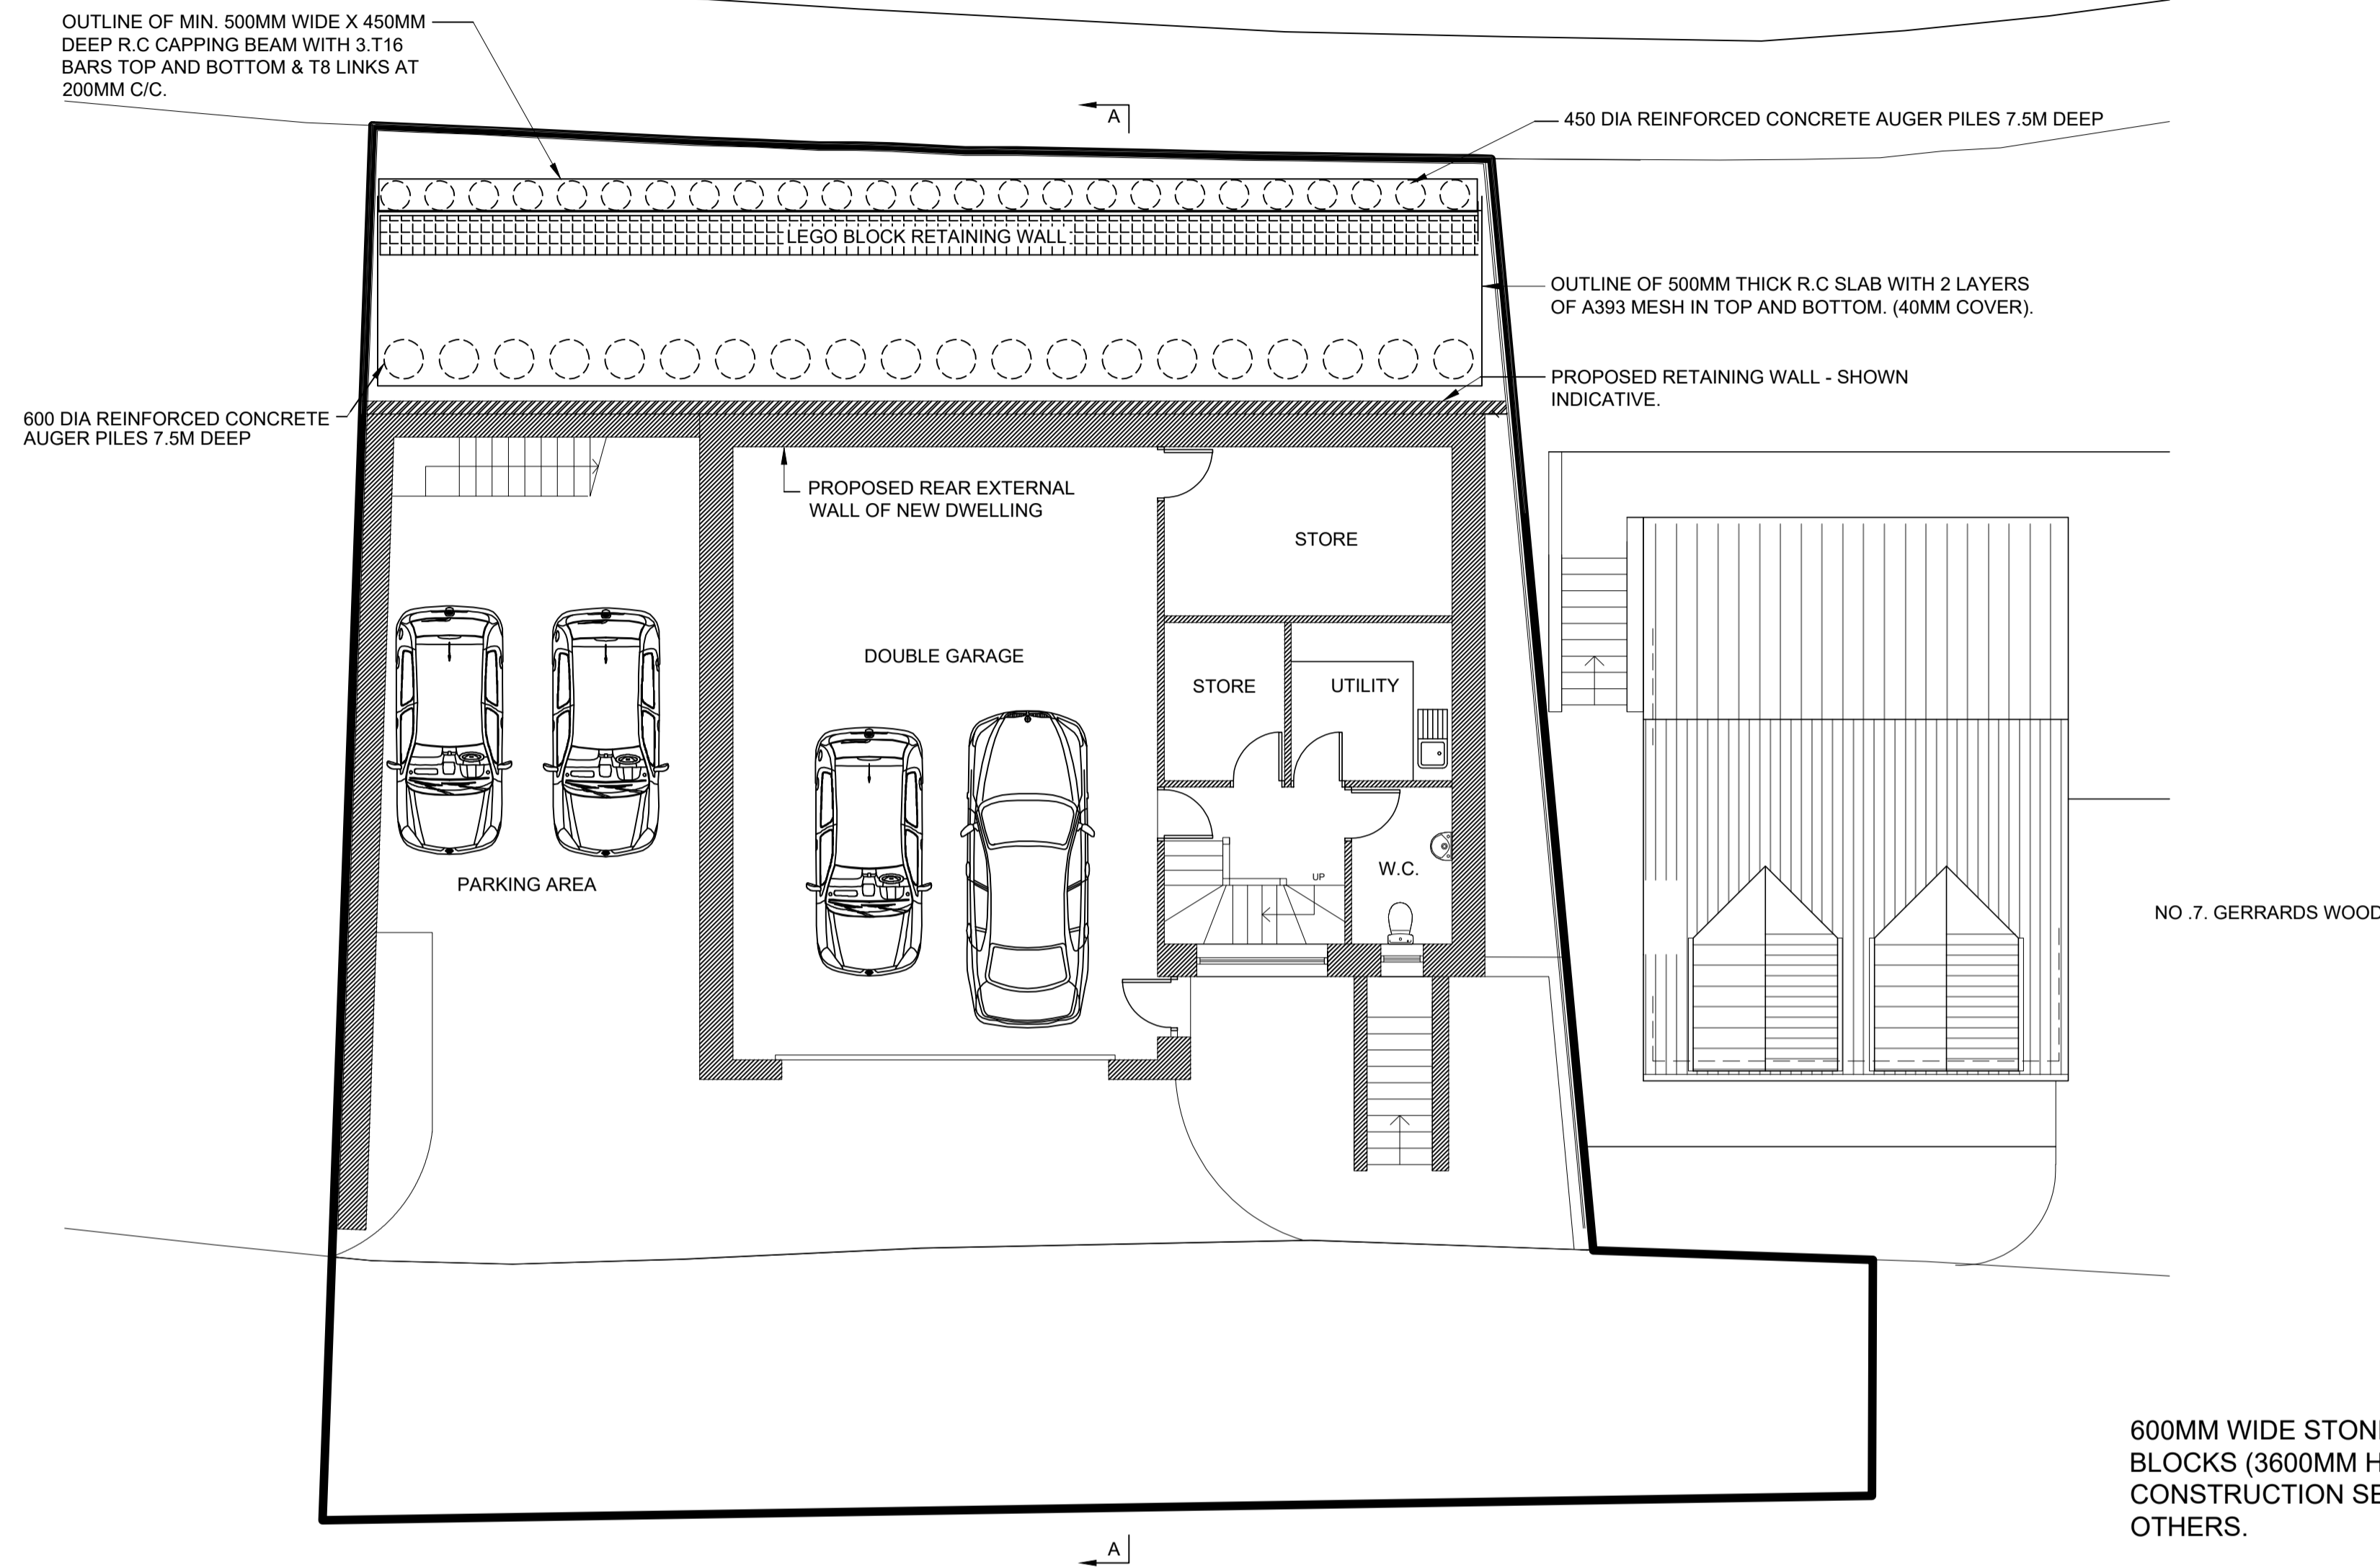 OUTLINE OF MIN. 500MM WIDE X 450MM
DEEP R.C CAPPING BEAM WITH 3.T16
BARS TOP AND BOTTOM & T8 LINKS AT
200MM C/C.
A
450 DIA REINFORCED CONCRETE AUGER PILES 7.5M DEEP
LEGO BLOCK RETAINING WALL
OUTLINE OF 500MM THICK R.C SLAB WITH 2 LAYERS
OF A393 MESH IN TOP AND BOTTOM. (40MM COVER).
PROPOSED RETAINING WALL - SHOWN
INDICATIVE.
600 DIA REINFORCED CONCRETE
AUGER PILES 7.5M DEEP
PROPOSED REAR EXTERNAL
WALL OF NEW DWELLING
STORE
DOUBLE GARAGE
STORE
UTILITY
PARKING AREA
W.C.
UP
NO .7. GERRARDS WOOD
600MM WIDE STON
BLOCKS (3600MM H
CONSTRUCTION SE
OTHERS.
A